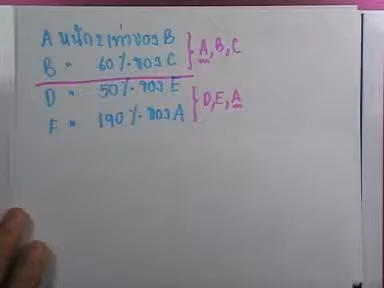 A หนัก 2 เท่าของ B
B " 60%. ของ C } A, B, C
D " 50%. ของ E
E " 190%. ของ A } D, E, A